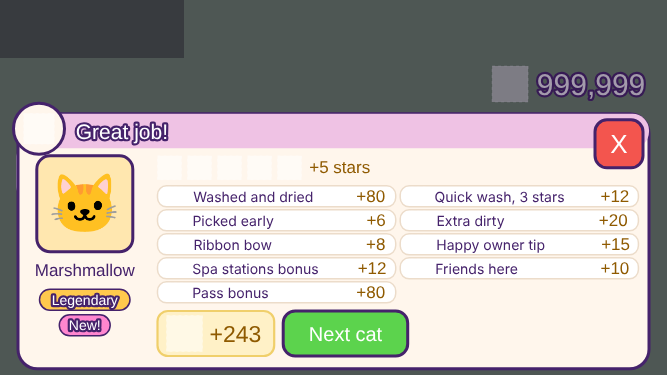 999,999
Great job!
X
+5 stars
Washed and dried +80
Quick wash, 3 stars +12
Picked early +6
Extra dirty +20
Ribbon bow +8
Happy owner tip +15
Spa stations bonus +12
Friends here +10
Pass bonus +80
Marshmallow
Legendary
New!
+243
Next cat